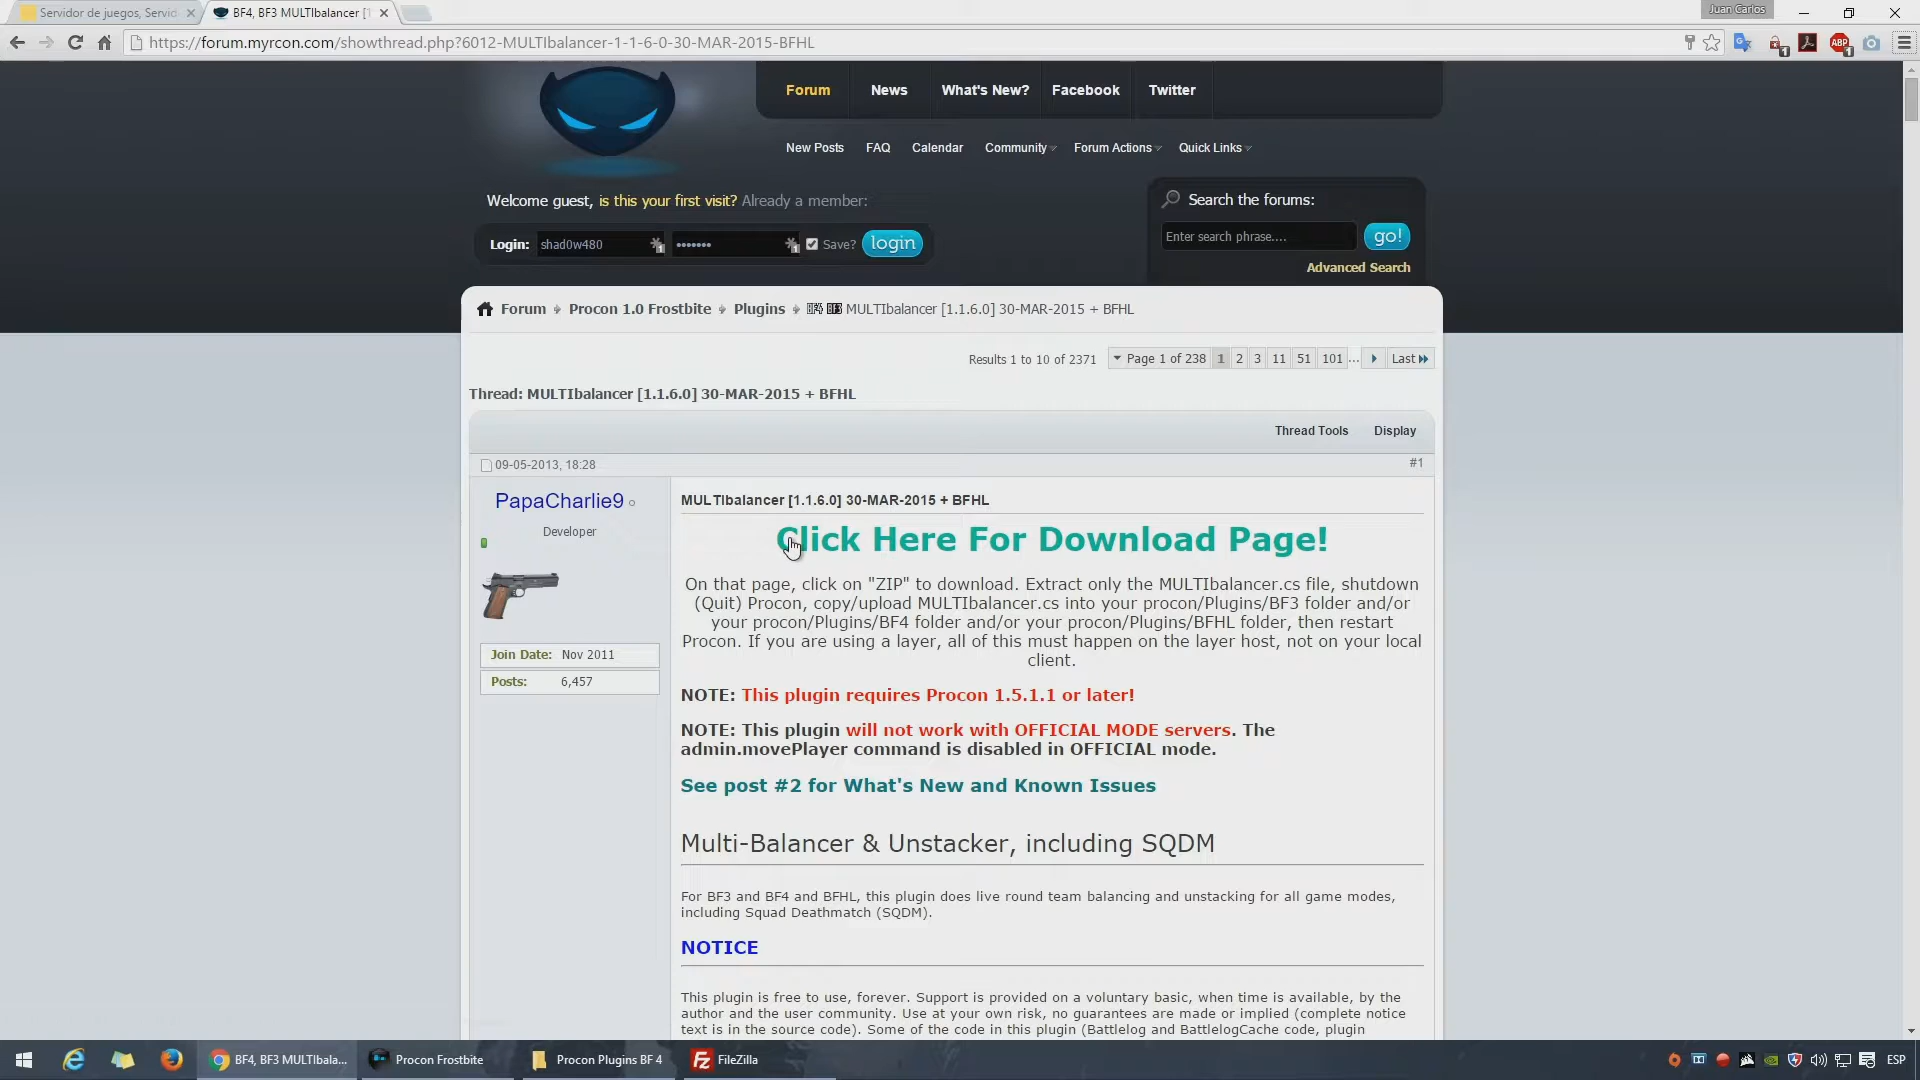 Servidor de juegos, Servid
BF4, BF3 MULTIbalancer [1
Juan Carlos
https://forum.myrcon.com/showthread.php?6012-MULTIbalancer-1-1-6-0-30-MAR-2015-BFHL
1
ABP
1
Forum
News
What's New?
Facebook
Twitter
New Posts
FAQ
Calendar
Community
Forum Actions
Quick Links
Welcome guest, is this your first visit? Already a member:
Search the forums:
Login: shad0w480 1 ••••••• 1 Save? login
Enter search phrase.... go!
Advanced Search
Forum Procon 1.0 Frostbite Plugins MULTIbalancer [1.1.6.0] 30-MAR-2015 + BFHL
Results 1 to 10 of 2371 Page 1 of 238 1 2 3 11 51 101 ... Last
Thread: MULTIbalancer [1.1.6.0] 30-MAR-2015 + BFHL
Thread Tools Display
09-05-2013, 18:28 #1
PapaCharlie9
Developer
Join Date: Nov 2011
Posts: 6,457
MULTIbalancer [1.1.6.0] 30-MAR-2015 + BFHL
Click Here For Download Page!
On that page, click on "ZIP" to download. Extract only the MULTIbalancer.cs file, shutdown
(Quit) Procon, copy/upload MULTIbalancer.cs into your procon/Plugins/BF3 folder and/or
your procon/Plugins/BF4 folder and/or your procon/Plugins/BFHL folder, then restart
Procon. If you are using a layer, all of this must happen on the layer host, not on your local
client.
NOTE: This plugin requires Procon 1.5.1.1 or later!
NOTE: This plugin will not work with OFFICIAL MODE servers. The
admin.movePlayer command is disabled in OFFICIAL mode.
See post #2 for What's New and Known Issues
Multi-Balancer & Unstacker, including SQDM
For BF3 and BF4 and BFHL, this plugin does live round team balancing and unstacking for all game modes,
including Squad Deathmatch (SQDM).
NOTICE
This plugin is free to use, forever. Support is provided on a voluntary basic, when time is available, by the
author and the user community. Use at your own risk, no guarantees are made or implied (complete notice
text is in the source code). Some of the code in this plugin (Battlelog and BattlelogCache code, plugin
BF4, BF3 MULTIbala...
Procon Frostbite
Procon Plugins BF 4
FileZilla
ESP